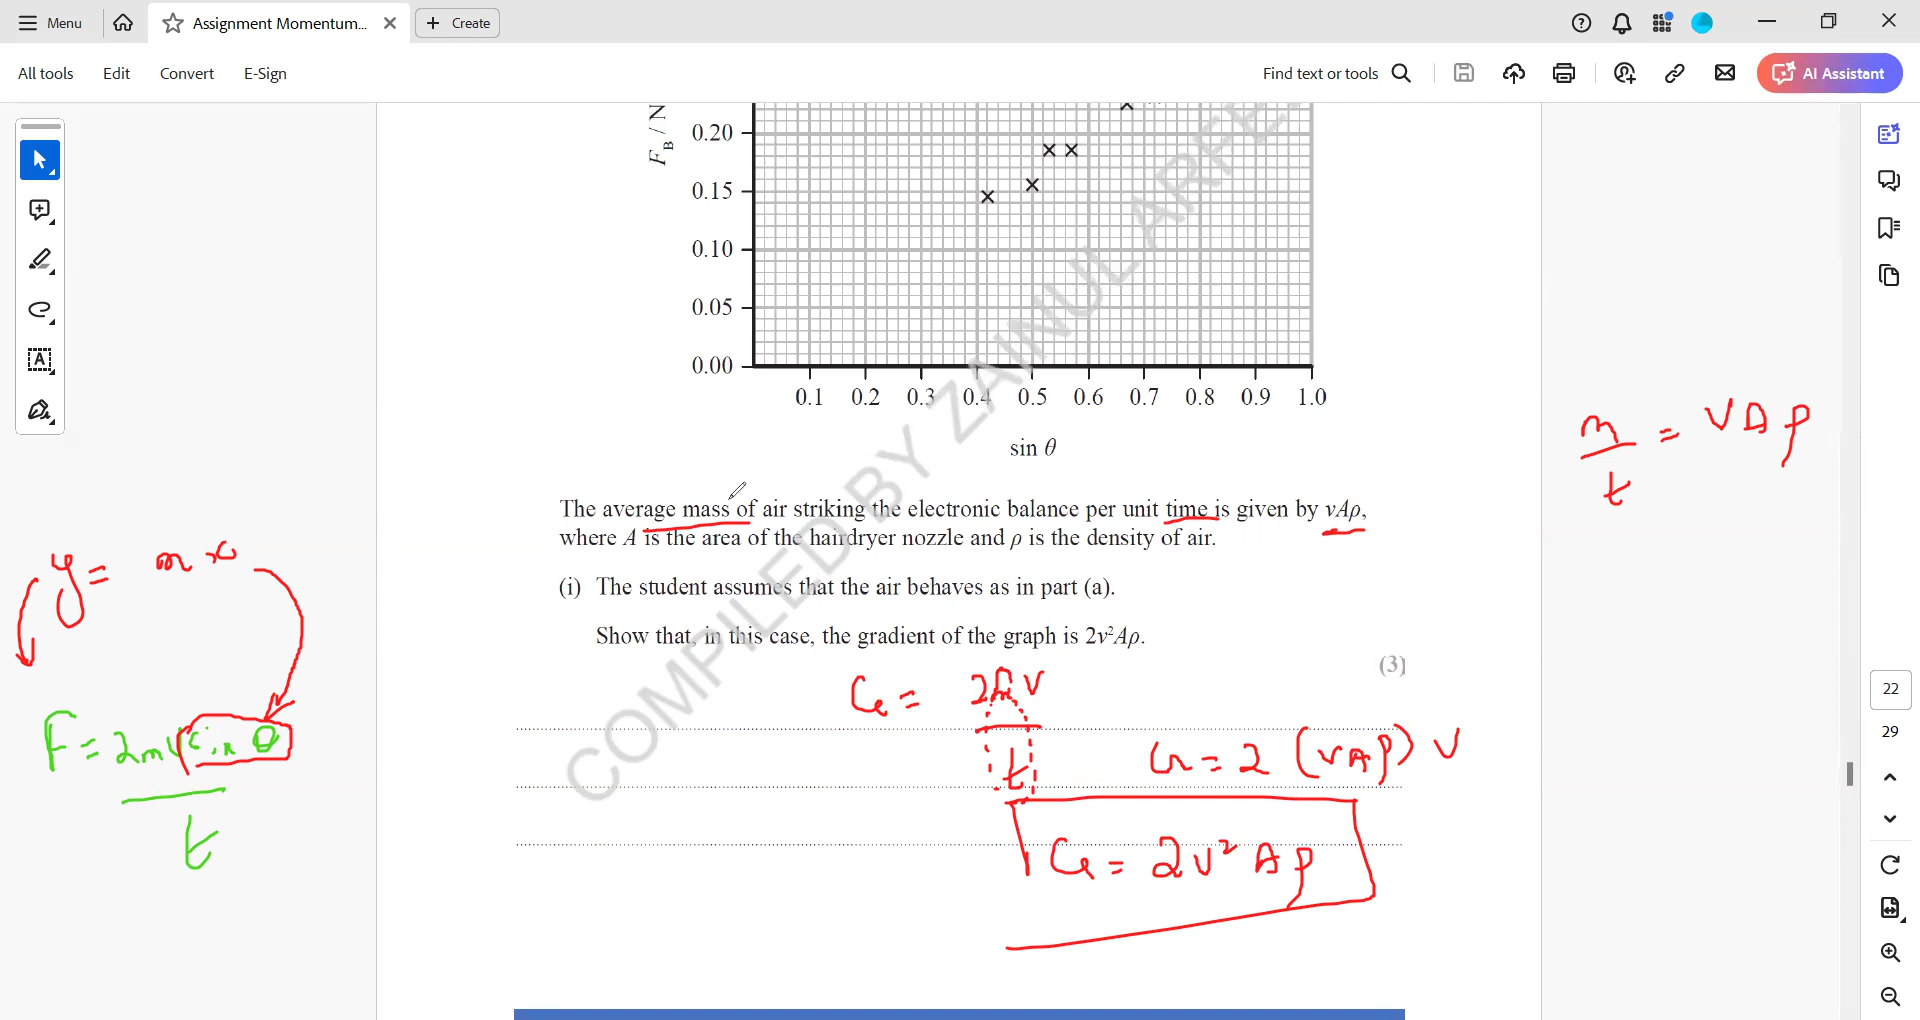 Menu
Assignment Momentum...
Create
All tools
Edit
Convert
E-Sign
Find text or tools
AI Assistant
F_B / N
0.20
0.15
0.10
0.05
0.00
0.1 0.2 0.3 0.4 0.5 0.6 0.7 0.8 0.9 1.0
sin θ
COMPILED BY ZAINUL ARFE
m/t = VAρ
The average mass of air striking the electronic balance per unit time is given by vAρ,
where A is the area of the hairdryer nozzle and ρ is the density of air.
y = mx
(i) The student assumes that the air behaves as in part (a).
Show that, in this case, the gradient of the graph is 2v²Aρ.
(3)
G = 2mv/t
F = 2mv sin θ/t
G = 2 (VAρ) V
G = 2V²Aρ
22
29